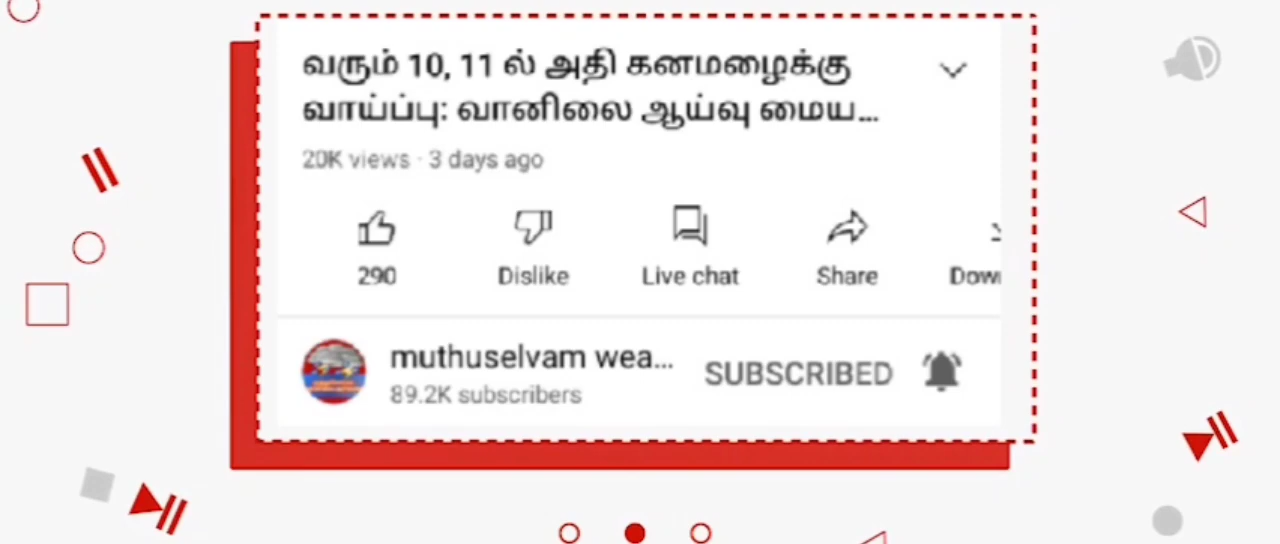 வரும் 10, 11 ல் அதி கனமழைக்கு
வாய்ப்பு: வானிலை ஆய்வு மைய...
20K views · 3 days ago
290
Dislike
Live chat
Share
Down
muthuselvam wea...
SUBSCRIBED
89.2K subscribers